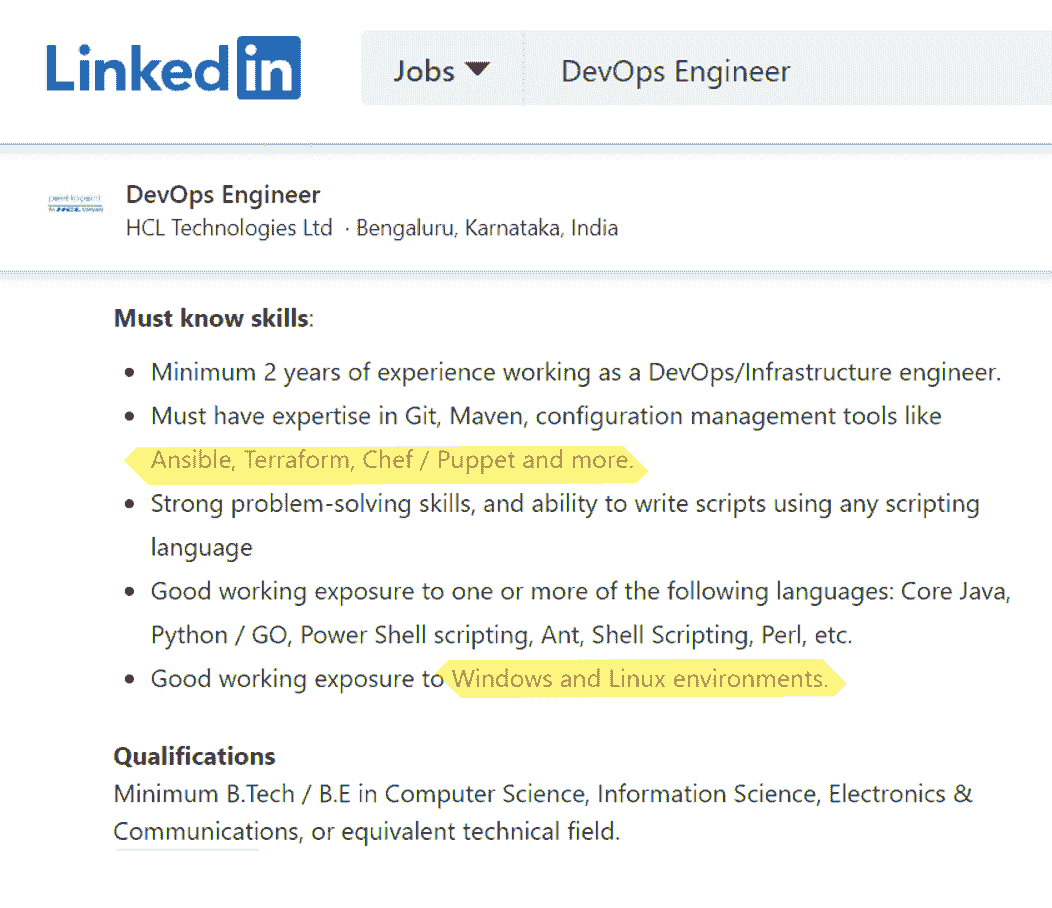 LinkedIn
Jobs
DevOps Engineer
DevOps Engineer
HCL Technologies Ltd · Bengaluru, Karnataka, India
Must know skills:
• Minimum 2 years of experience working as a DevOps/Infrastructure engineer.
• Must have expertise in Git, Maven, configuration management tools like
Ansible, Terraform, Chef / Puppet and more.
• Strong problem-solving skills, and ability to write scripts using any scripting
language
• Good working exposure to one or more of the following languages: Core Java,
Python / GO, Power Shell scripting, Ant, Shell Scripting, Perl, etc.
• Good working exposure to Windows and Linux environments.
Qualifications
Minimum B.Tech / B.E in Computer Science, Information Science, Electronics &
Communications, or equivalent technical field.